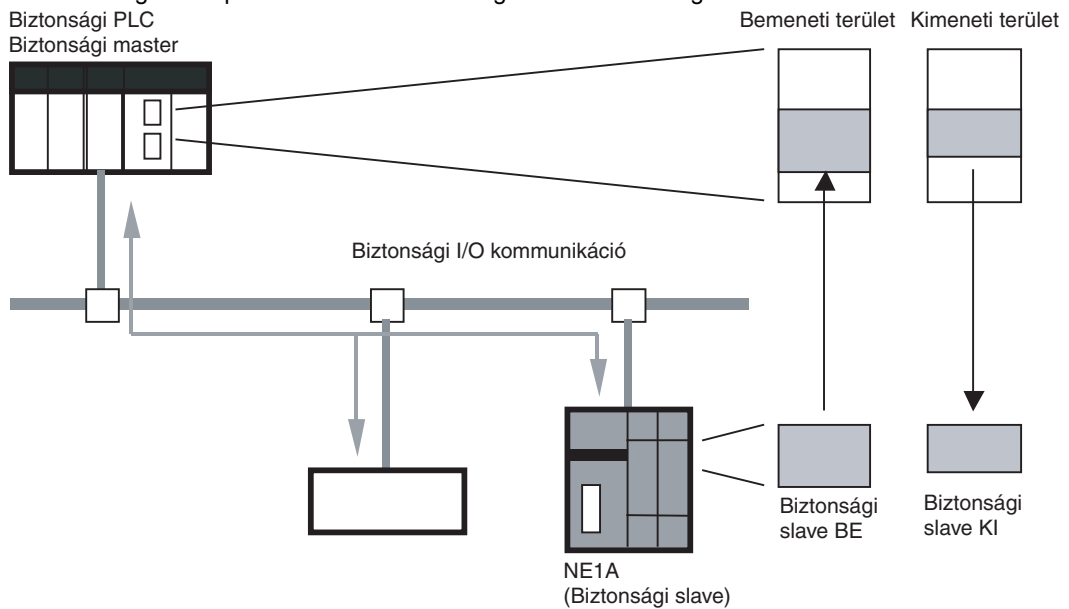 Biztonsági PLC
Biztonsági master
Bemeneti terület
Kimeneti terület
Biztonsági I/O kommunikáció
Biztonsági
slave BE
Biztonsági
slave KI
NE1A
(Biztonsági slave)